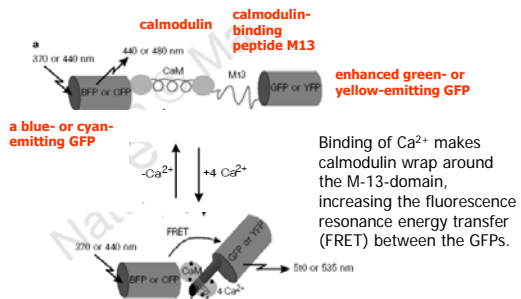 calmodulin
calmodulin-
binding
peptide M13
a
370 or 440 nm
440 or 480 nm
BFP or CFP
CaM
M13
GFP or YFP
enhanced green- or
yellow-emitting GFP
a blue- or cyan-
emitting GFP
-Ca²⁺
+4 Ca²⁺
Binding of Ca²⁺ makes
calmodulin wrap around
the M-13-domain,
increasing the fluorescence
resonance energy transfer
(FRET) between the GFPs.
FRET
370 or 440 nm
BFP or CFP
CaM
GFP or YFP
4 Ca²⁺
510 or 535 nm